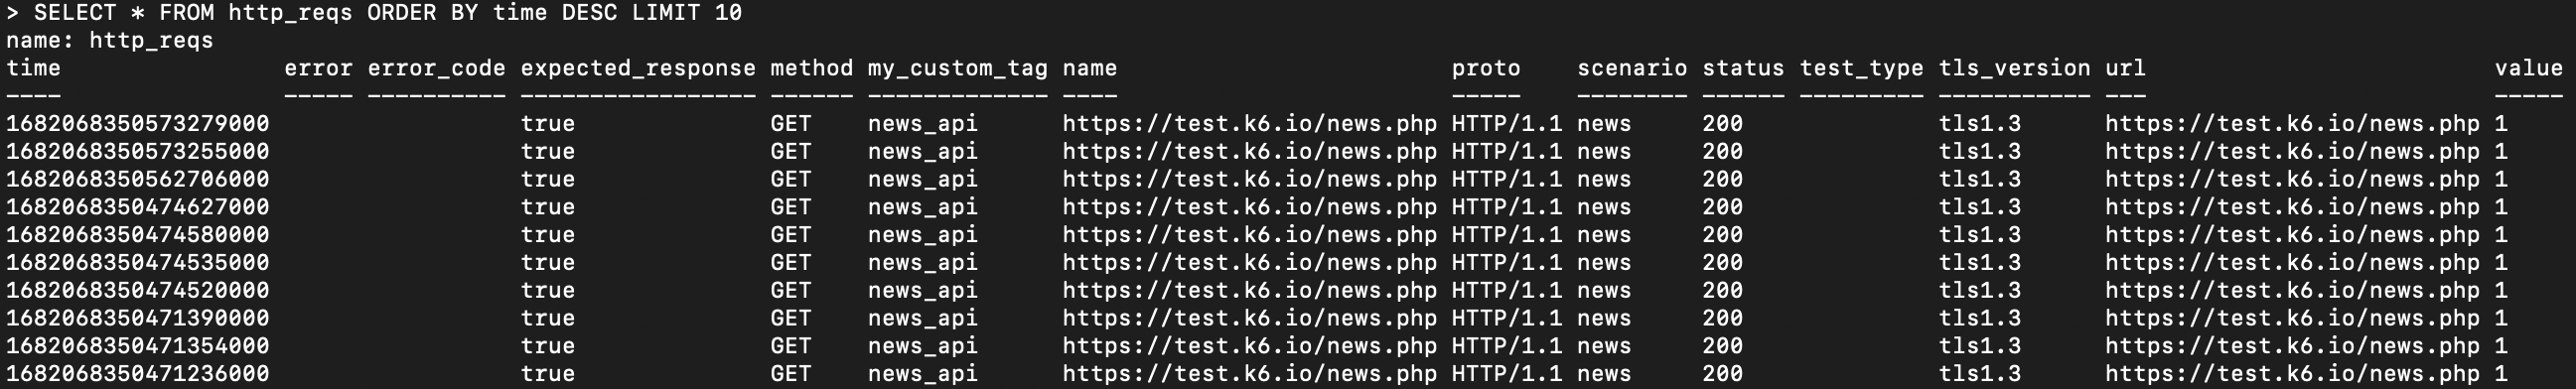 > SELECT * FROM http_reqs ORDER BY time DESC LIMIT 10
name: http_reqs
time error error_code expected_response method my_custom_tag name proto scenario status test_type tls_version url value
---- ----- ---------- ----------------- ------ ------------- ---- ----- -------- ------ --------- ----------- --- -----
1682068350573279000 true GET news_api https://test.k6.io/news.php HTTP/1.1 news 200 tls1.3 https://test.k6.io/news.php 1
1682068350573255000 true GET news_api https://test.k6.io/news.php HTTP/1.1 news 200 tls1.3 https://test.k6.io/news.php 1
1682068350562706000 true GET news_api https://test.k6.io/news.php HTTP/1.1 news 200 tls1.3 https://test.k6.io/news.php 1
1682068350474627000 true GET news_api https://test.k6.io/news.php HTTP/1.1 news 200 tls1.3 https://test.k6.io/news.php 1
1682068350474580000 true GET news_api https://test.k6.io/news.php HTTP/1.1 news 200 tls1.3 https://test.k6.io/news.php 1
1682068350474535000 true GET news_api https://test.k6.io/news.php HTTP/1.1 news 200 tls1.3 https://test.k6.io/news.php 1
1682068350474520000 true GET news_api https://test.k6.io/news.php HTTP/1.1 news 200 tls1.3 https://test.k6.io/news.php 1
1682068350471390000 true GET news_api https://test.k6.io/news.php HTTP/1.1 news 200 tls1.3 https://test.k6.io/news.php 1
1682068350471354000 true GET news_api https://test.k6.io/news.php HTTP/1.1 news 200 tls1.3 https://test.k6.io/news.php 1
1682068350471236000 true GET news_api https://test.k6.io/news.php HTTP/1.1 news 200 tls1.3 https://test.k6.io/news.php 1